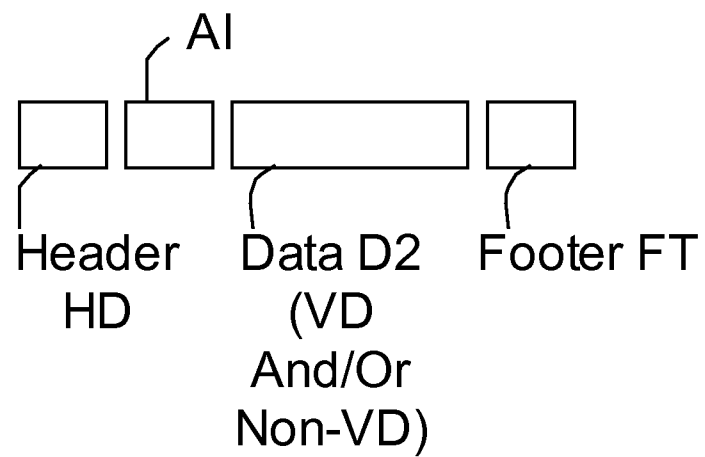 AI
Header
HD
Data D2
(VD
And/Or
Non-VD)
Footer FT